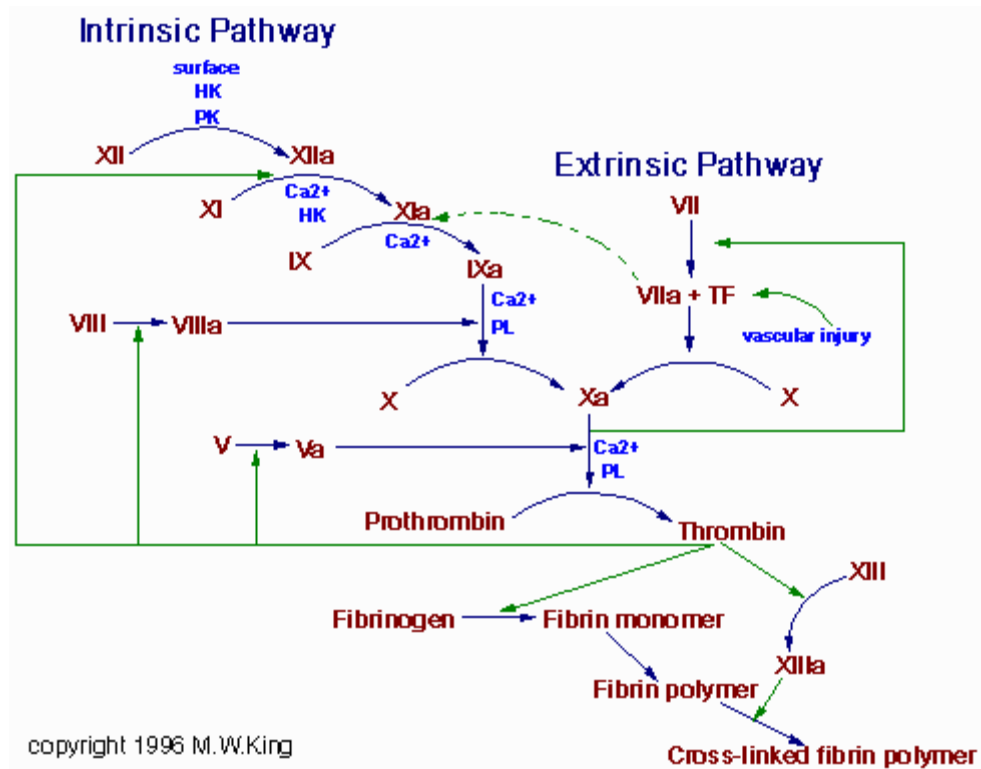 Intrinsic Pathway
surface
HK
PK
XII
XIIa
Extrinsic Pathway
Ca2+
HK
XI
XIa
VII
IX
Ca2+
IXa
VIIa + TF
Ca2+
PL
VIII
VIIIa
vascular injury
X
Xa
X
V
Va
Ca2+
PL
Prothrombin
Thrombin
XIII
Fibrinogen
Fibrin monomer
XIIIa
Fibrin polymer
copyright 1996 M.W.King
Cross-linked fibrin polymer